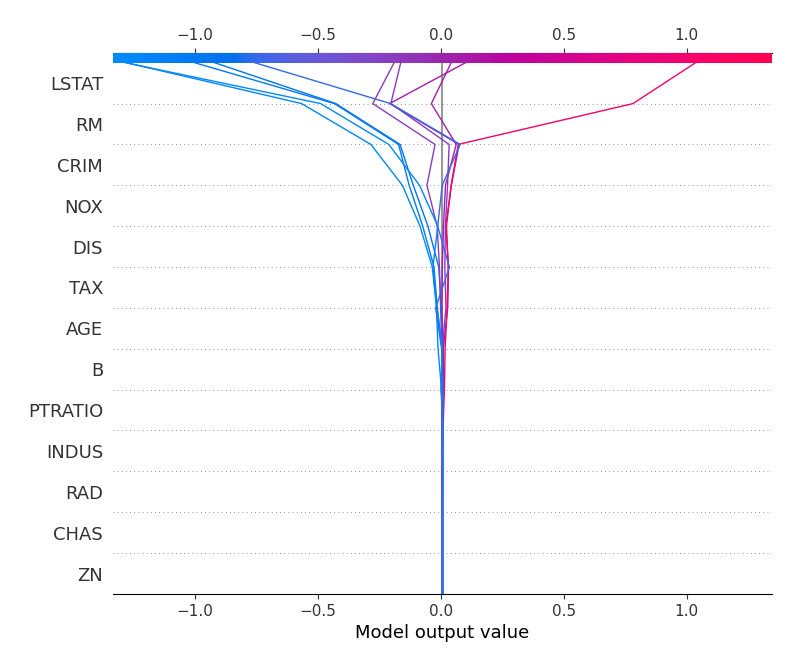 −1.0 −0.5 0.0 0.5 1.0
LSTAT
RM
CRIM
NOX
DIS
TAX
AGE
B
PTRATIO
INDUS
RAD
CHAS
ZN
−1.0 −0.5 0.0 0.5 1.0
Model output value